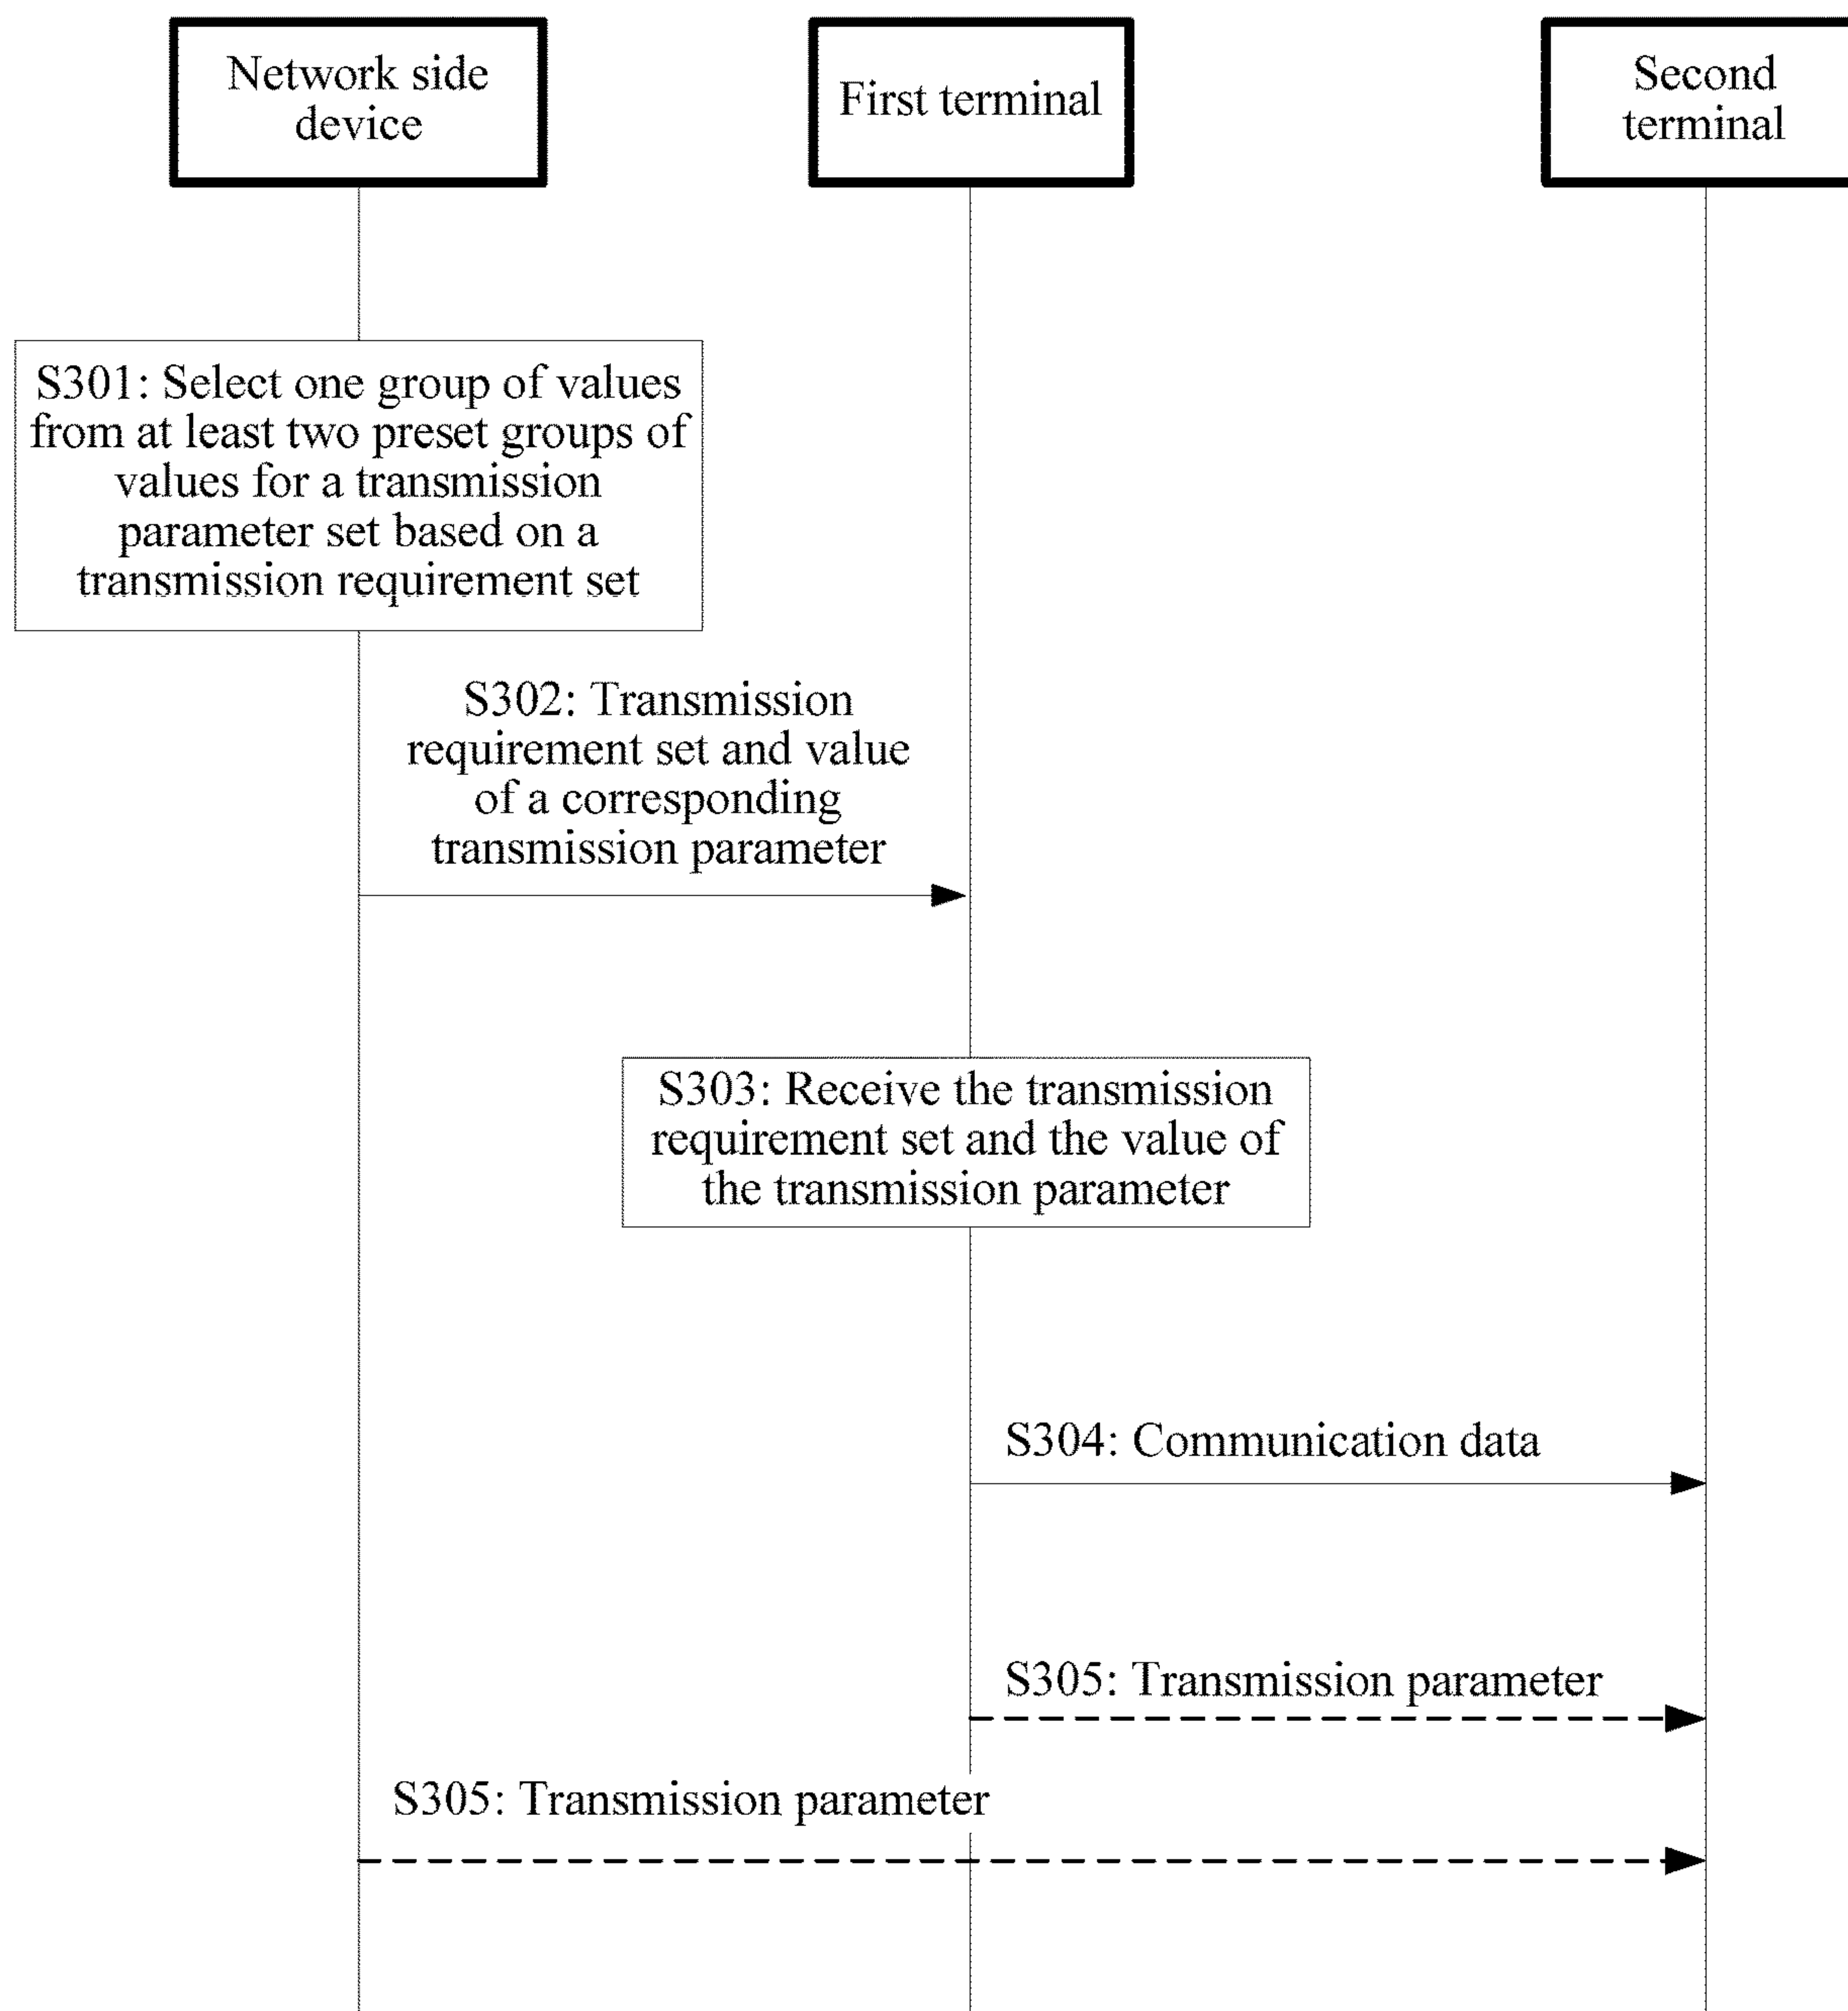 Network side
device
First terminal
Second
terminal
S301: Select one group of values
from at least two preset groups of
values for a transmission
parameter set based on a
transmission requirement set
S302: Transmission
requirement set and value
of a corresponding
transmission parameter
S303: Receive the transmission
requirement set and the value of
the transmission parameter
S304: Communication data
S305: Transmission parameter
S305: Transmission parameter